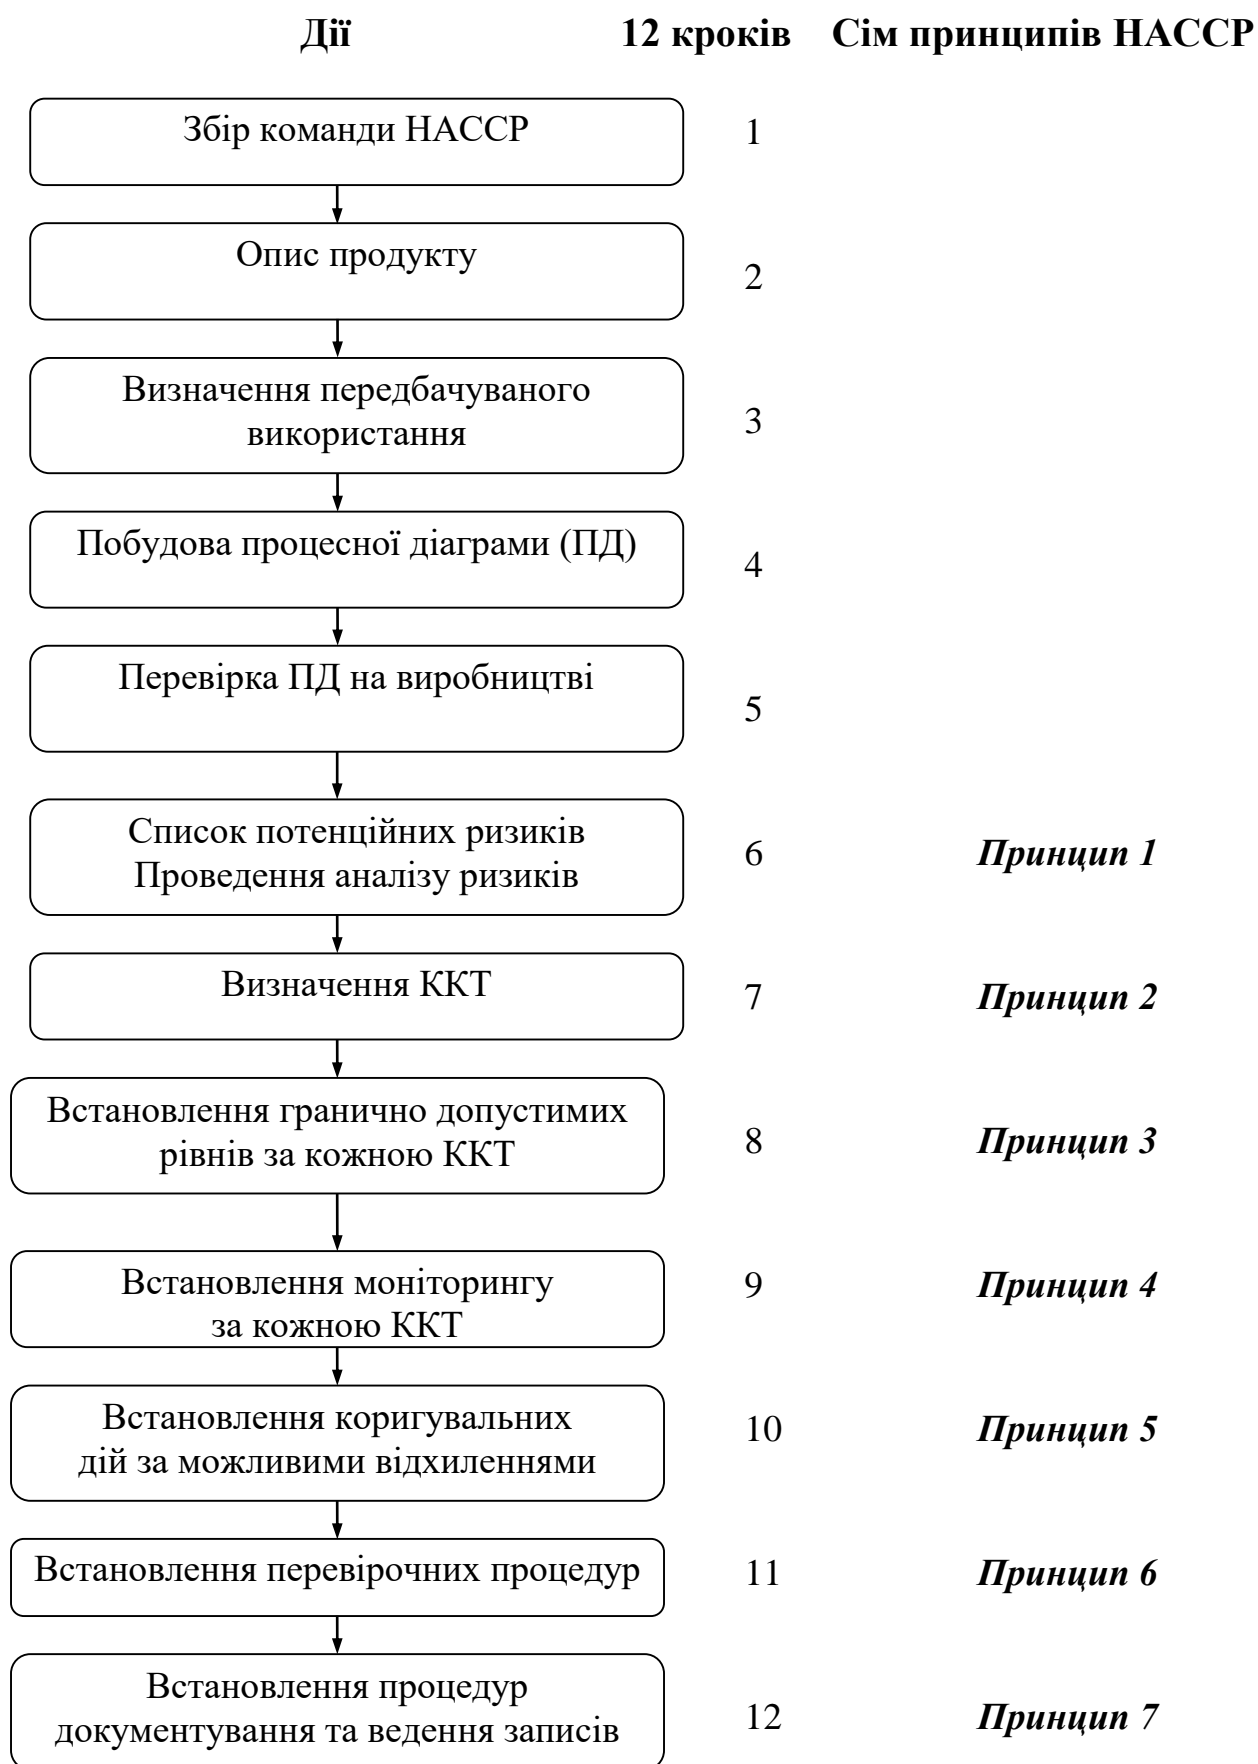 Дії 12 кроків Сім принципів НАССР
Збір команди НАССР 1
Опис продукту 2
Визначення передбачуваного
використання 3
Побудова процесної діаграми (ПД) 4
Перевірка ПД на виробництві 5
Список потенційних ризиків
Проведення аналізу ризиків 6 Принцип 1
Визначення ККТ 7 Принцип 2
Встановлення гранично допустимих
рівнів за кожною ККТ 8 Принцип 3
Встановлення моніторингу
за кожною ККТ 9 Принцип 4
Встановлення коригувальних
дій за можливими відхиленнями 10 Принцип 5
Встановлення перевірочних процедур 11 Принцип 6
Встановлення процедур
документування та ведення записів 12 Принцип 7